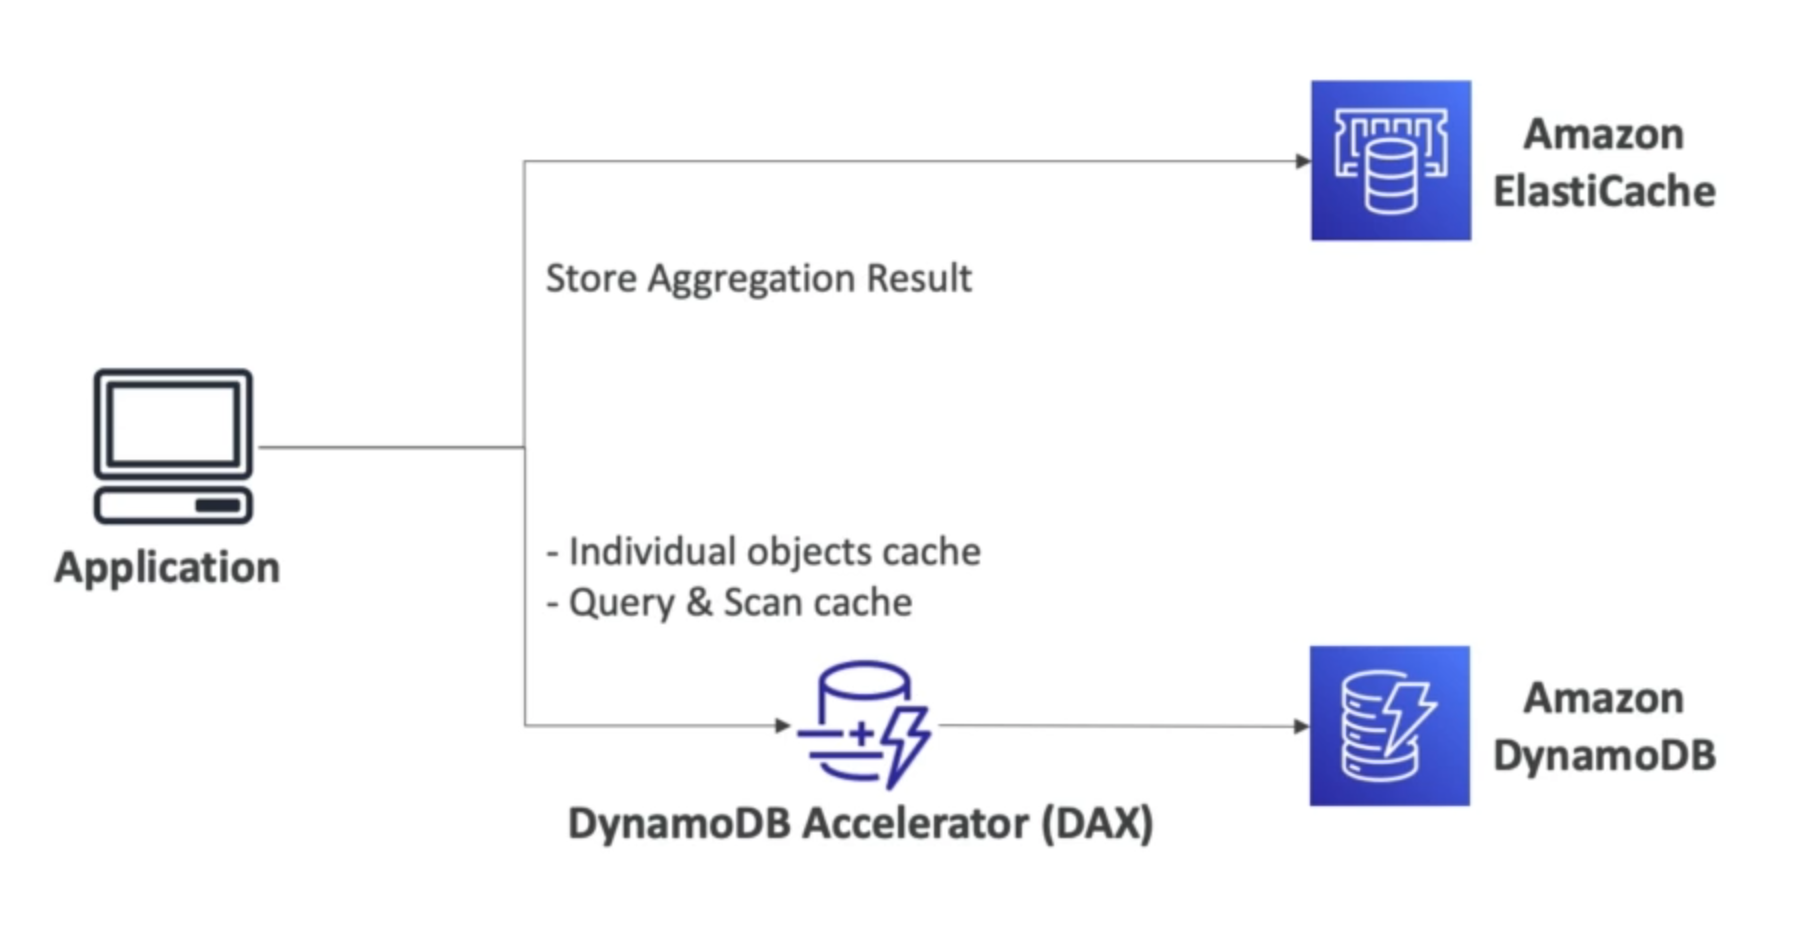 Amazon
ElastiCache
Store Aggregation Result
Application
- Individual objects cache
- Query & Scan cache
DynamoDB Accelerator (DAX)
Amazon
DynamoDB